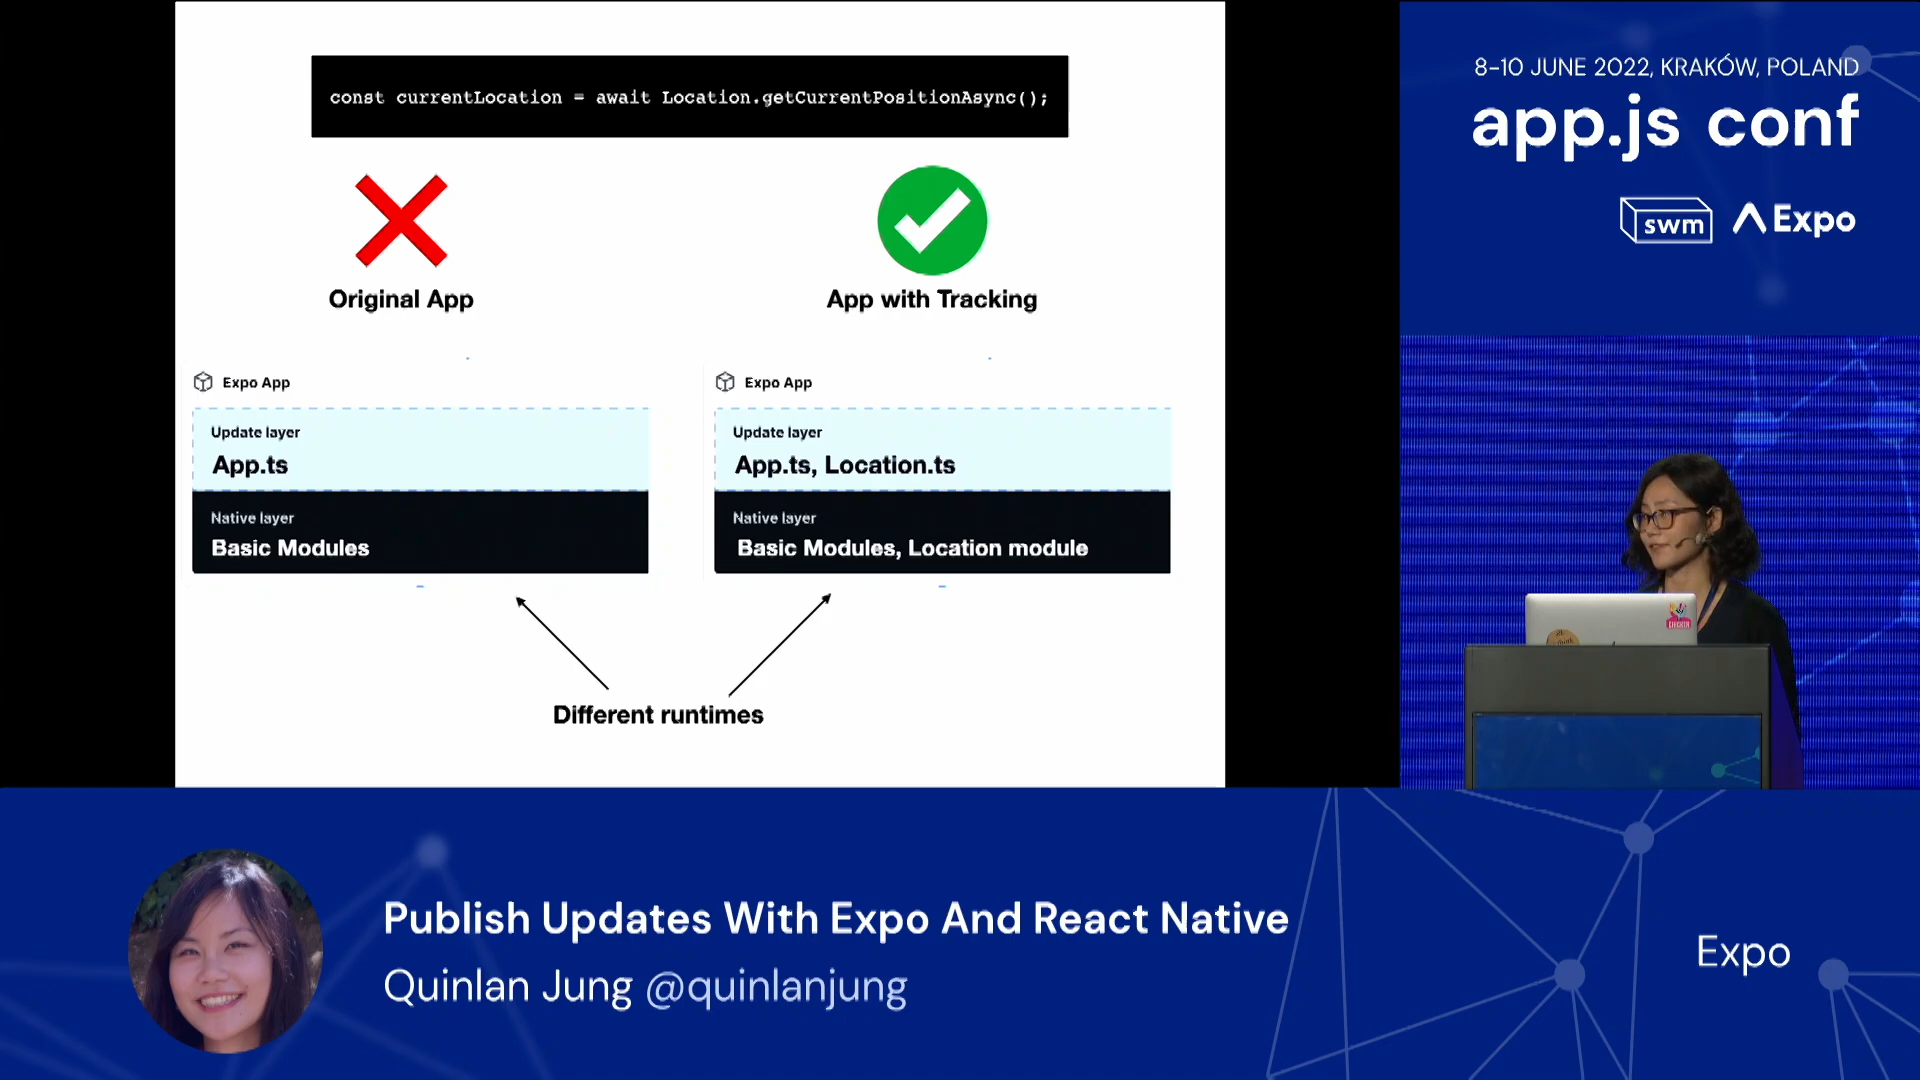 const currentLocation = await Location.getCurrentPositionAsync();
Original App
App with Tracking
Expo App
Update layer
App.ts
Native layer
Basic Modules
Expo App
Update layer
App.ts, Location.ts
Native layer
Basic Modules, Location module
Different runtimes
8-10 JUNE 2022, KRAKÓW, POLAND
app.js conf
swm
Expo
Publish Updates With Expo And React Native
Quinlan Jung @quinlanjung
Expo